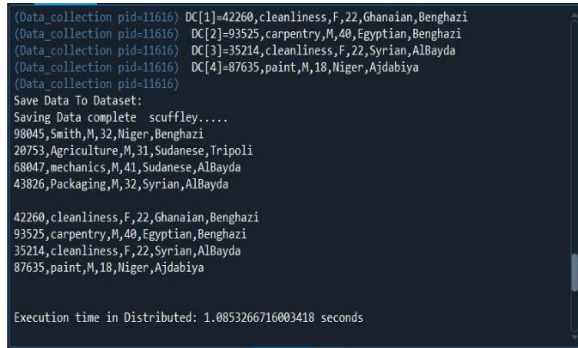 (Data_collection pid=11616) DC[1]=42260,cleanliness,F,22,Ghanaian,Benghazi
(Data_collection pid=11616)  DC[2]=93525,carpentry,M,40,Egyptian,Benghazi
(Data_collection pid=11616)  DC[3]=35214,cleanliness,F,22,Syrian,AlBayda
(Data_collection pid=11616)  DC[4]=87635,paint,M,18,Niger,Ajdabiya
(Data_collection pid=11616)
Save Data To Dataset:
Saving Data complete  scuffley.....
98045,Smith,M,32,Niger,Benghazi
20753,Agriculture,M,31,Sudanese,Tripoli
68047,mechanics,M,41,Sudanese,AlBayda
43826,Packaging,M,32,Syrian,AlBayda
42260,cleanliness,F,22,Ghanaian,Benghazi
93525,carpentry,M,40,Egyptian,Benghazi
35214,cleanliness,F,22,Syrian,AlBayda
87635,paint,M,18,Niger,Ajdabiya
Execution time in Distributed: 1.0853266716003418 seconds